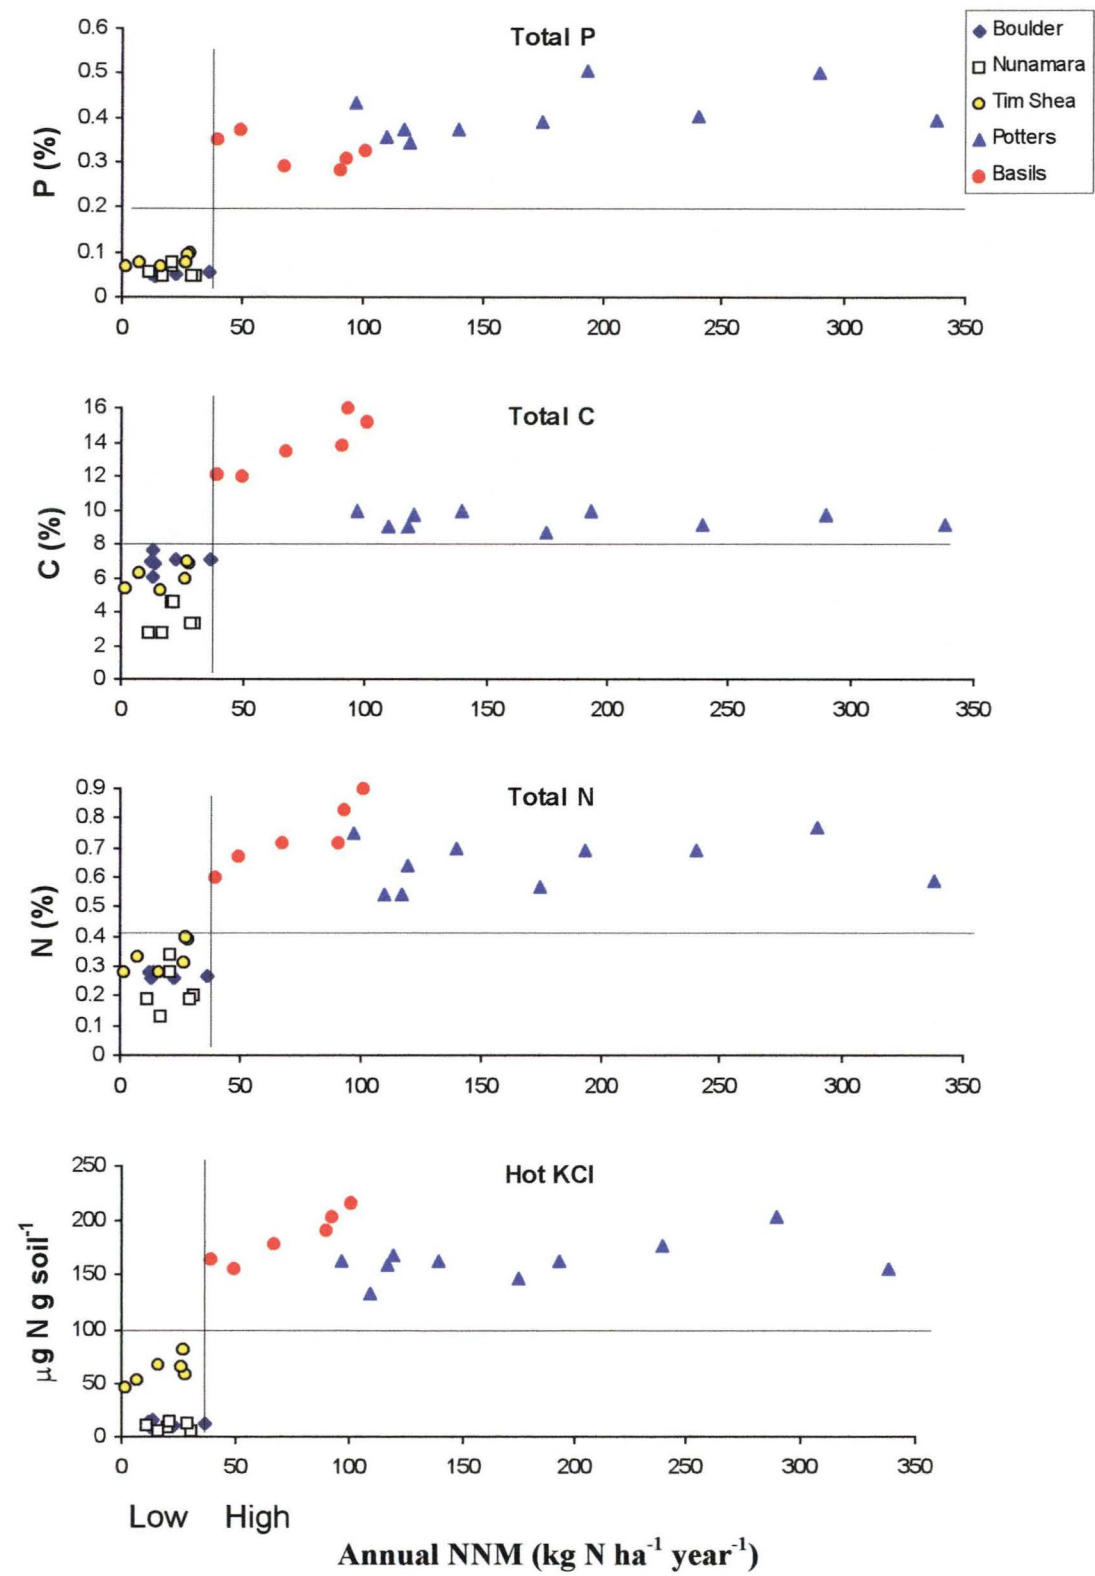 Total P
Boulder
Nunamara
Tim Shea
Potters
Basils
P (%)
0.6
0.5
0.4
0.3
0.2
0.1
0
0 50 100 150 200 250 300 350
Total C
C (%)
16
14
12
10
8
6
4
2
0
0 50 100 150 200 250 300 350
Total N
N (%)
0.9
0.8
0.7
0.6
0.5
0.4
0.3
0.2
0.1
0
0 50 100 150 200 250 300 350
Hot KCl
µg N g soil⁻¹
250
200
150
100
50
0
0 50 100 150 200 250 300 350
Low High
Annual NNM (kg N ha⁻¹ year⁻¹)